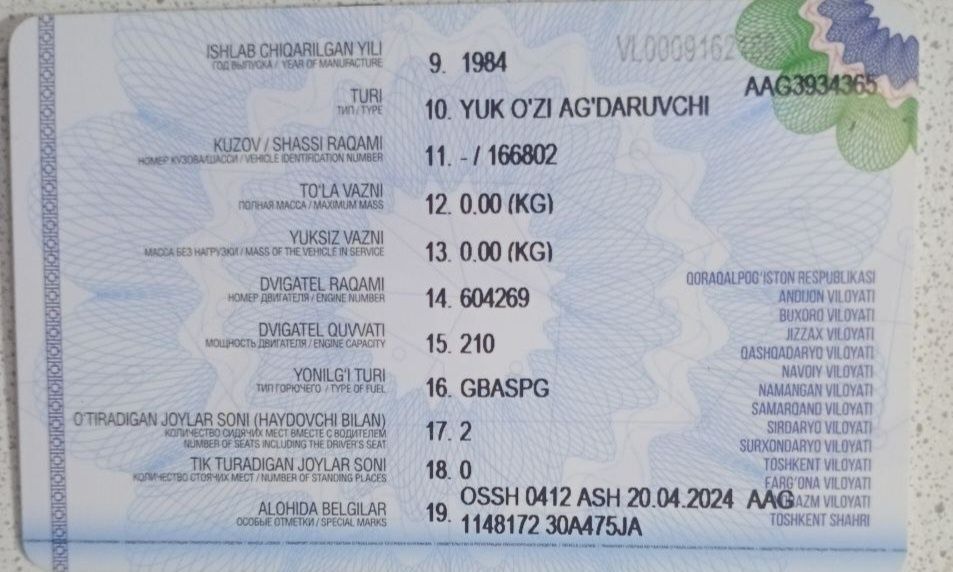 VL0009162
AAG3934365
ISHLAB CHIQARILGAN YILI
ГОД ВЫПУСКА / YEAR OF MANUFACTURE
9. 1984
TURI
ТИП / TYPE
10. YUK O'ZI AG'DARUVCHI
KUZOV / SHASSI RAQAMI
НОМЕР КУЗОВА/ШАССИ / VEHICLE IDENTIFICATION NUMBER
11. - / 166802
TO'LA VAZNI
ПОЛНАЯ МАССА / MAXIMUM MASS
12. 0.00 (KG)
YUKSIZ VAZNI
МАССА БЕЗ НАГРУЗКИ / MASS OF THE VEHICLE IN SERVICE
13. 0.00 (KG)
DVIGATEL RAQAMI
НОМЕР ДВИГАТЕЛЯ / ENGINE NUMBER
14. 604269
DVIGATEL QUVVATI
МОЩНОСТЬ ДВИГАТЕЛЯ / ENGINE CAPACITY
15. 210
YONILG'I TURI
ТИП ГОРЮЧЕГО / TYPE OF FUEL
16. GBASPG
O'TIRADIGAN JOYLAR SONI (HAYDOVCHI BILAN)
КОЛИЧЕСТВО СИДЯЧИХ МЕСТ ВМЕСТЕ С ВОДИТЕЛЕМ
NUMBER OF SEATS INCLUDING THE DRIVER'S SEAT
17. 2
TIK TURADIGAN JOYLAR SONI
КОЛИЧЕСТВО СТОЯЧИХ МЕСТ / NUMBER OF STANDING PLACES
18. 0
ALOHIDA BELGILAR
ОСОБЫЕ ОТМЕТКИ / SPECIAL MARKS
19. OSSH 0412 ASH 20.04.2024 AAG
1148172 30A475JA
QORAQALPOG'ISTON RESPUBLIKASI
ANDIJON VILOYATI
BUXORO VILOYATI
JIZZAX VILOYATI
QASHQADARYO VILOYATI
NAVOIY VILOYATI
NAMANGAN VILOYATI
SAMARQAND VILOYATI
SIRDARYO VILOYATI
SURXONDARYO VILOYATI
TOSHKENT VILOYATI
FARG'ONA VILOYATI
VILOYATI
TOSHKENT SHAHRI